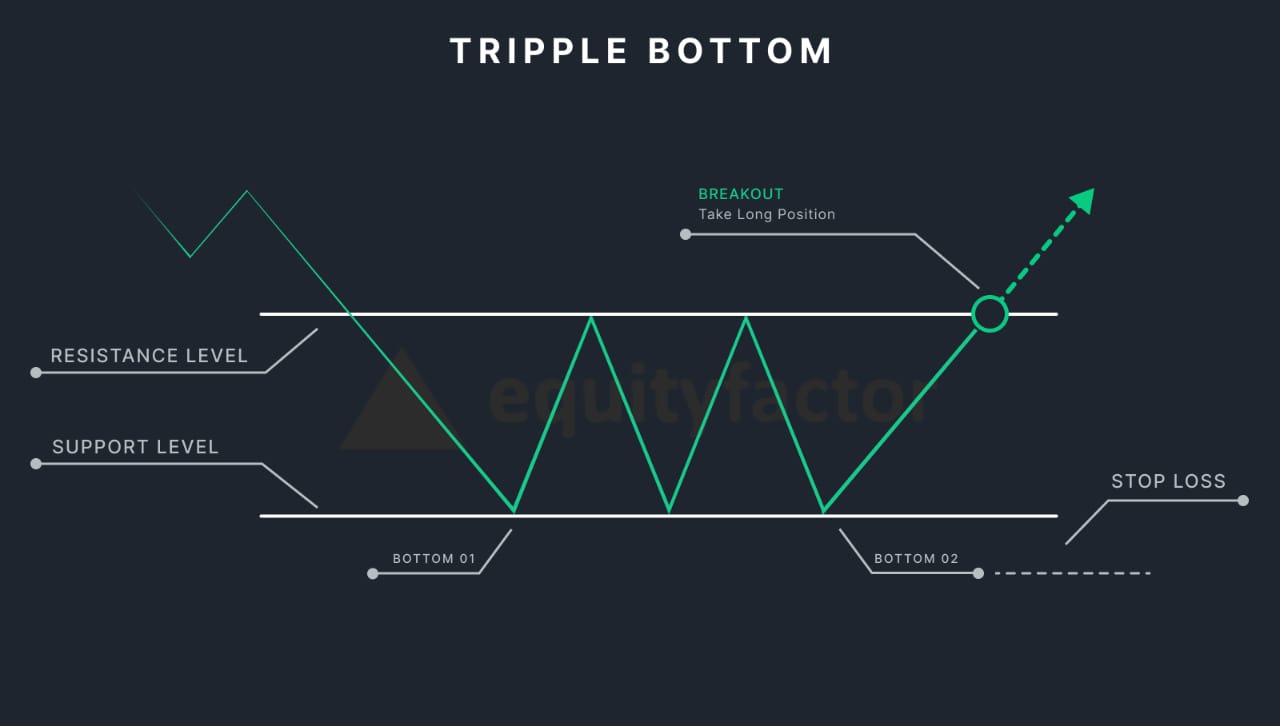 TRIPPLE BOTTOM
BREAKOUT
Take Long Position
RESISTANCE LEVEL
equityfactor
SUPPORT LEVEL
STOP LOSS
BOTTOM 01
BOTTOM 02